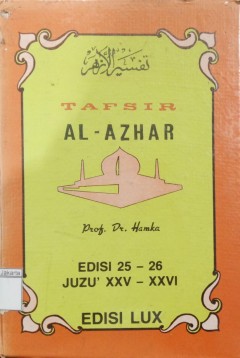 تفسير الأزهر
TAFSIR
AL-AZHAR
Prof. Dr. Hamka
EDISI 25 - 26
JUZU' XXV - XXVI
EDISI LUX